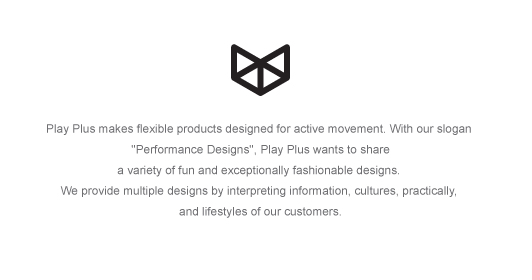 Play Plus makes flexible products designed for active movement. With our slogan
"Performance Designs", Play Plus wants to share
a variety of fun and exceptionally fashionable designs.
We provide multiple designs by interpreting information, cultures, practically,
and lifestyles of our customers.